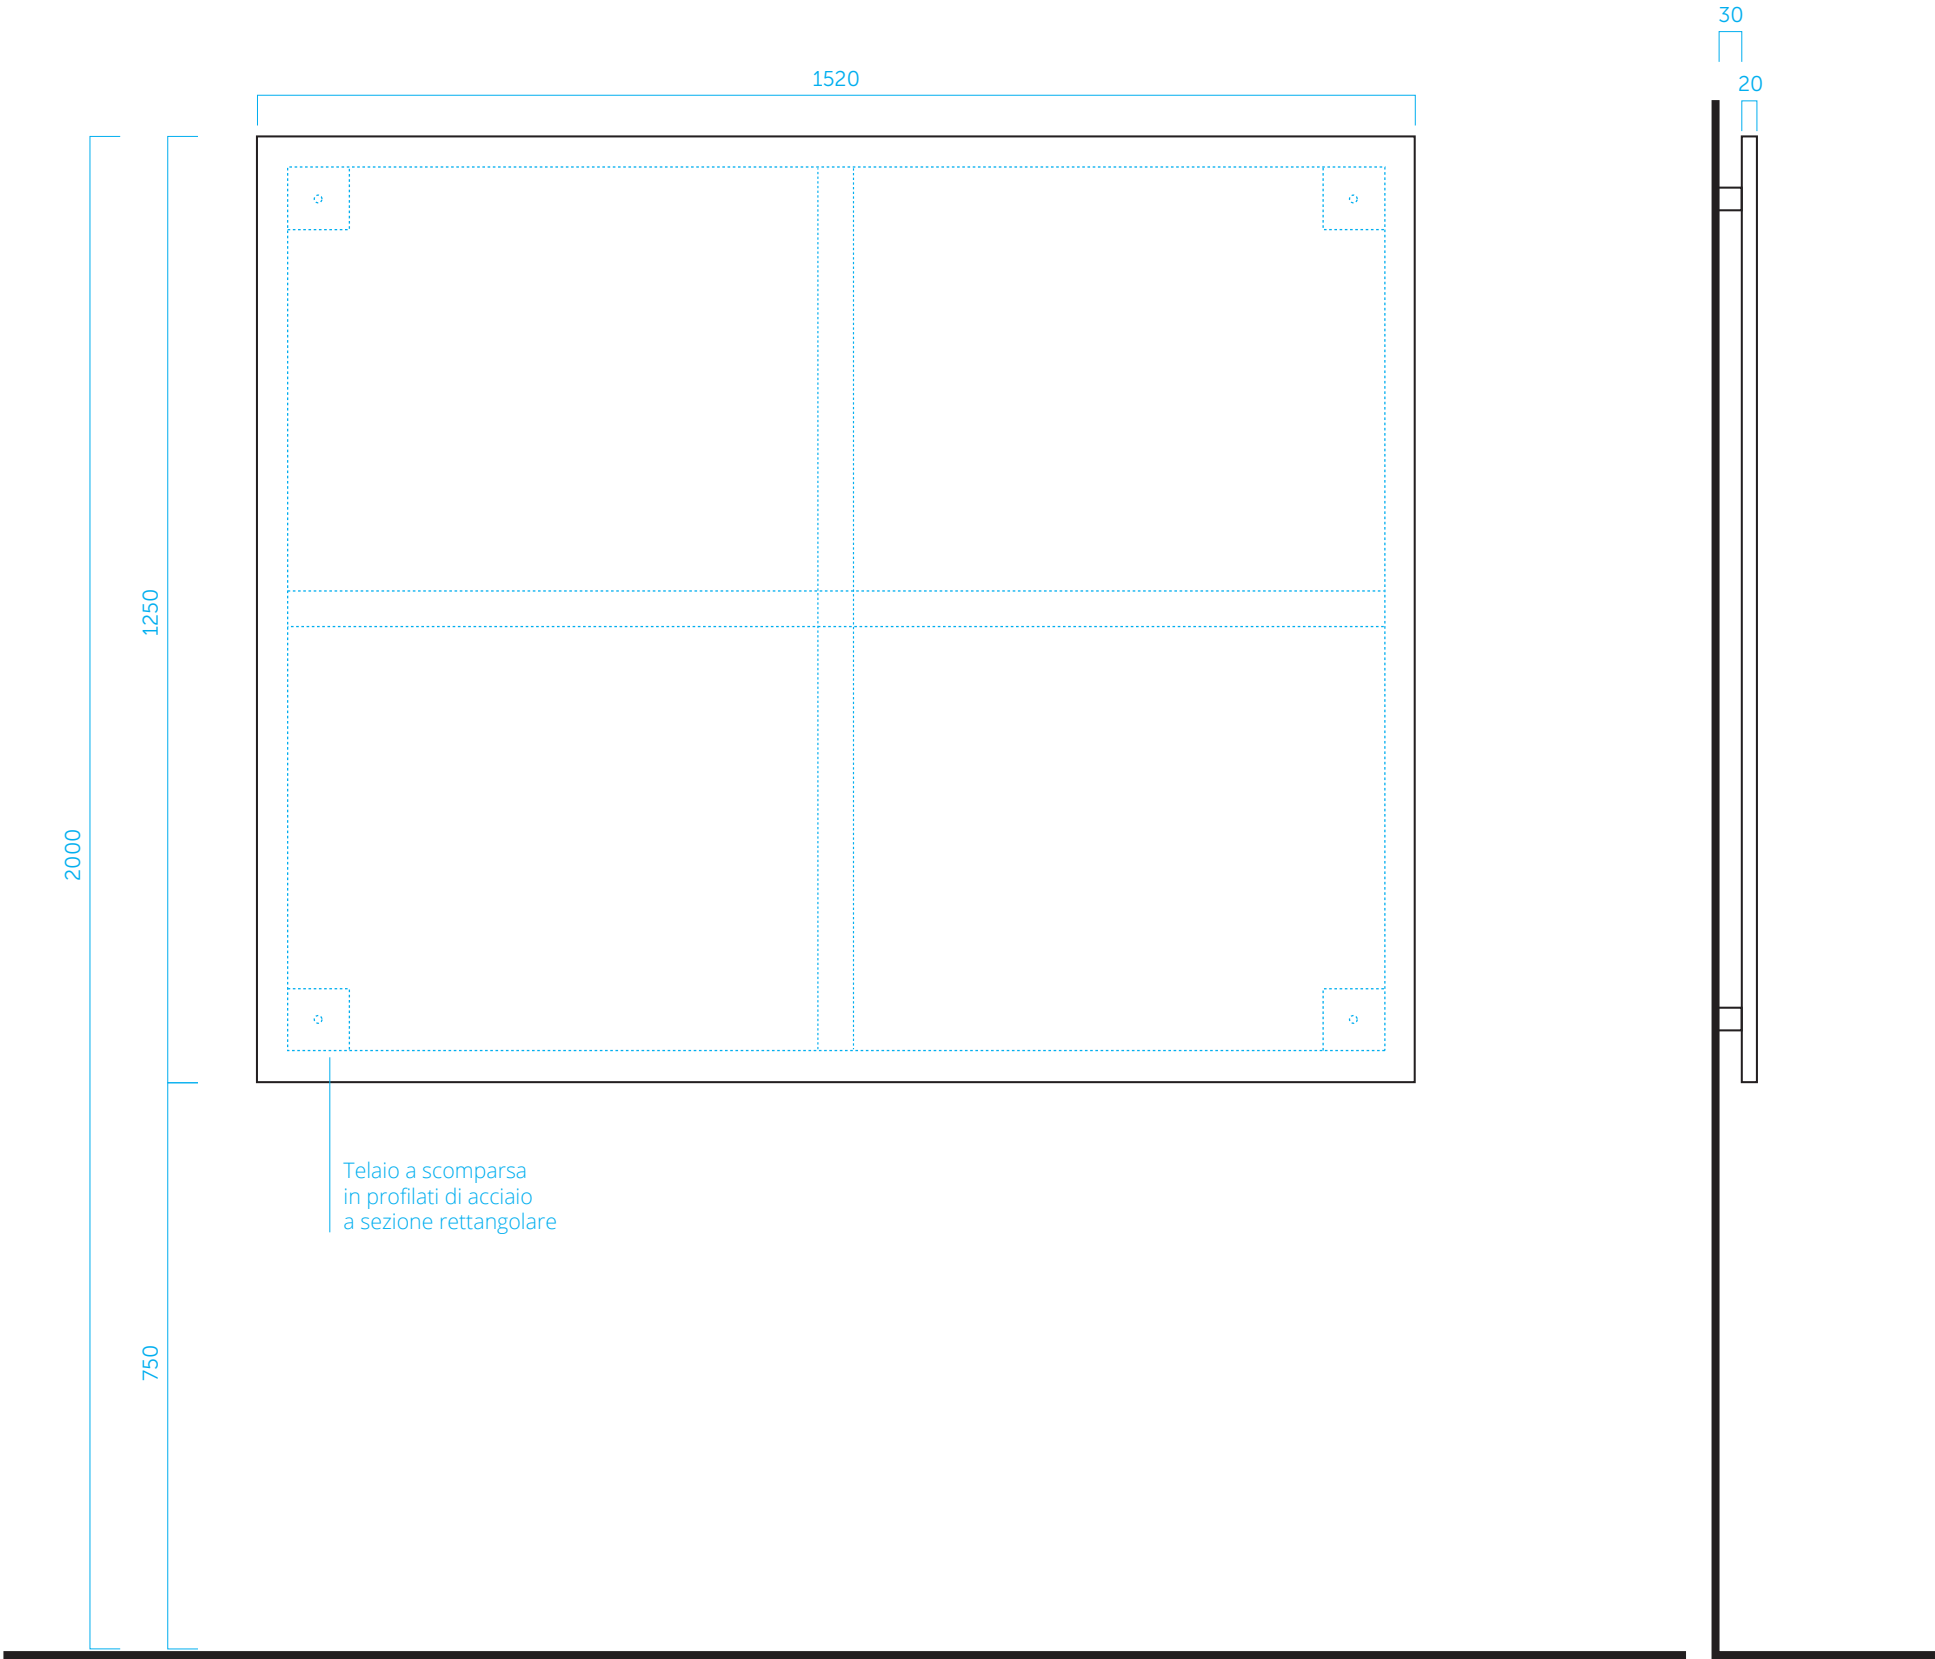 30
20
1520
1250
2000
Telaio a scomparsa
in profilati di acciaio
a sezione rettangolare
750